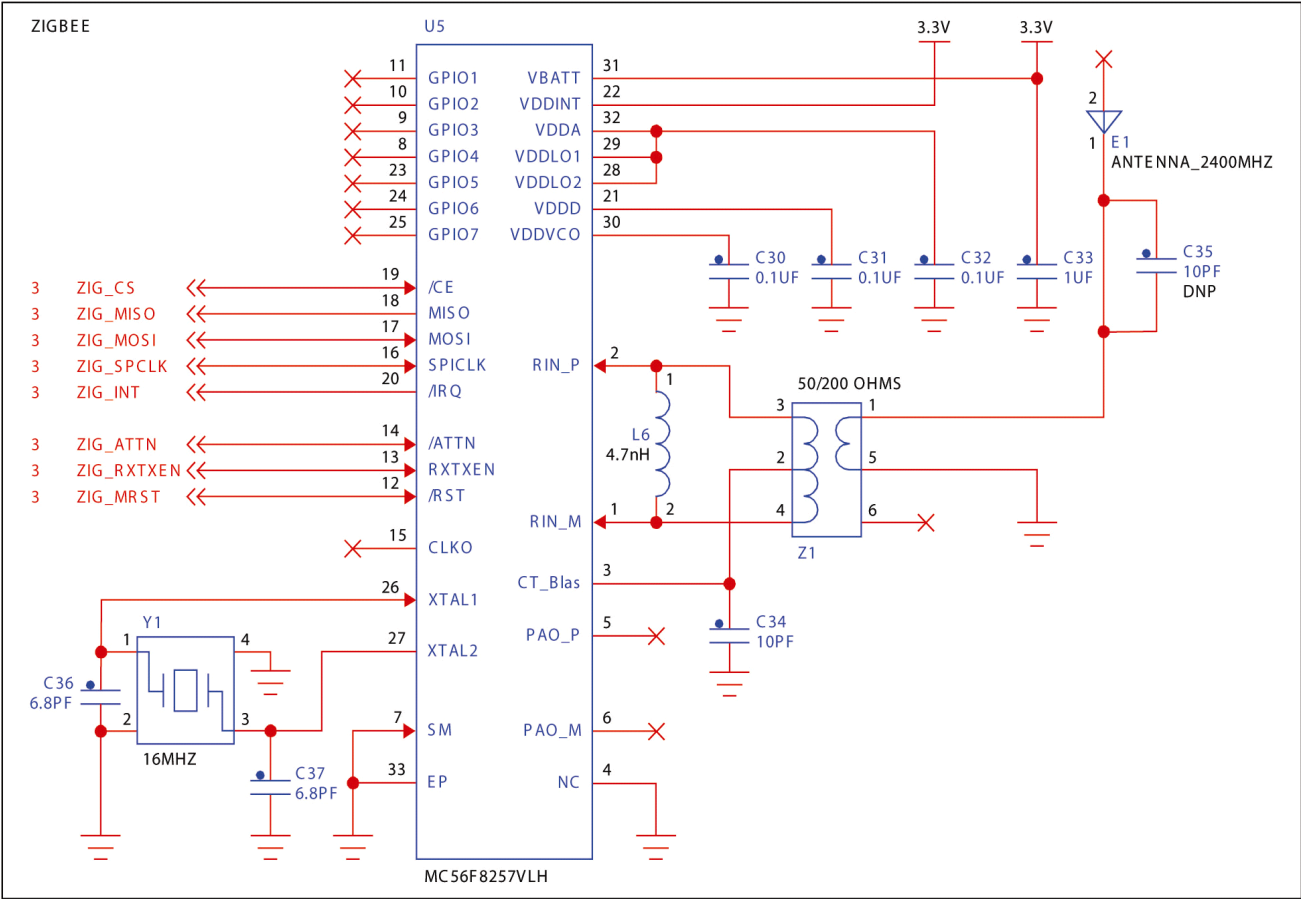 ZIGBEE
U5
3.3V 3.3V
11 GPIO1 VBATT 31
10 GPIO2 VDDINT 22
9 GPIO3 VDDA 32
8 GPIO4 VDDLO1 29
23 GPIO5 VDDLO2 28
24 GPIO6 VDDD 21
25 GPIO7 VDDVCO 30
2
1 E1
ANTENNA_2400MHZ
C30
0.1UF
C31
0.1UF
C32
0.1UF
C33
1UF
C35
10PF
DNP
3 ZIG_CS 19 /CE
3 ZIG_MISO 18 MISO
3 ZIG_MOSI 17 MOSI
3 ZIG_SPCLK 16 SPICLK
3 ZIG_INT 20 /IRQ
3 ZIG_ATTN 14 /ATTN
3 ZIG_RXTXEN 13 RXTXEN
3 ZIG_MRST 12 /RST
RIN_P 2
1
L6
4.7nH
2
RIN_M 1
50/200 OHMS
3 1
2 5
4 6
Z1
15 CLKO
CT_BIas 3
C34
10PF
26 XTAL1
PAO_P 5
27 XTAL2
Y1
1 4
2 3
16MHZ
C36
6.8PF
C37
6.8PF
7 SM
PAO_M 6
33 EP
NC 4
MC56F8257VLH